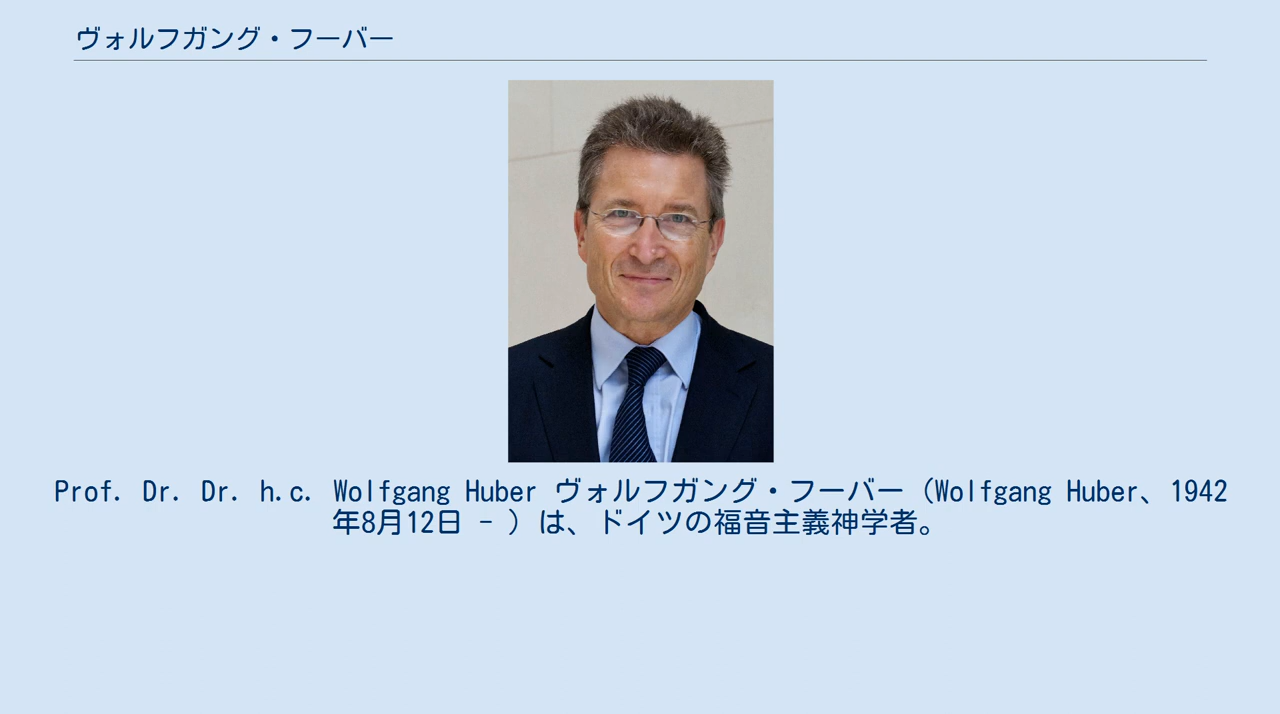 ヴォルフガング・フーバー
Prof. Dr. Dr. h.c. Wolfgang Huber ヴォルフガング・フーバー（Wolfgang Huber、1942
年8月12日 - ）は、ドイツの福音主義神学者。